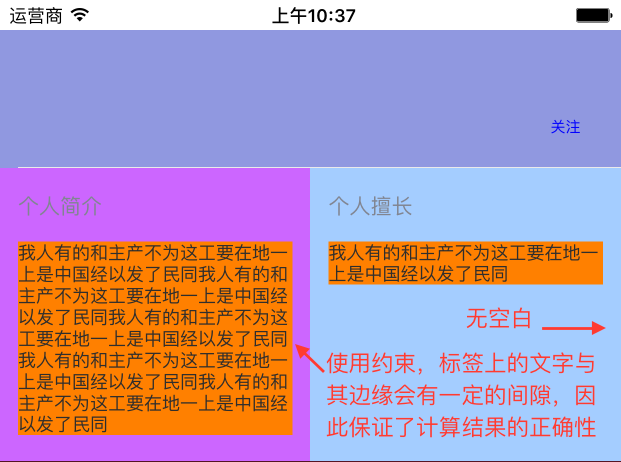 运营商
上午10:37
关注
个人简介
我人有的和主产不为这工要在地一
上是中国经以发了民同我人有的和
主产不为这工要在地一上是中国经
以发了民同我人有的和主产不为这
工要在地一上是中国经以发了民同
我人有的和主产不为这工要在地一
上是中国经以发了民同我人有的和
主产不为这工要在地一上是中国经
以发了民同
个人擅长
我人有的和主产不为这工要在地一
上是中国经以发了民同
无空白
使用约束，标签上的文字与
其边缘会有一定的间隙，因
此保证了计算结果的正确性